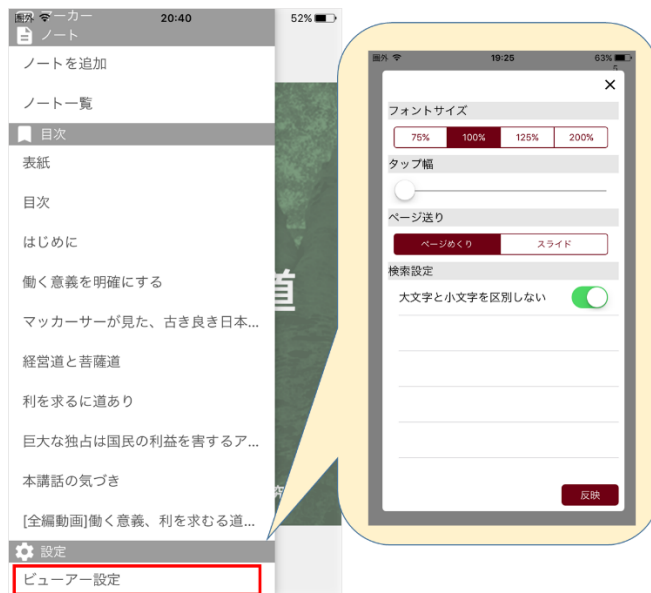 圏外 20:40 52%
マーカー
ノート
ノートを追加
ノート一覧
目次
表紙
目次
はじめに
働く意義を明確にする
マッカーサーが見た、古き良き日本...
経営道と菩薩道
利を求るに道あり
巨大な独占は国民の利益を害するア...
本講話の気づき
[全編動画]働く意義、利を求むる道...
設定
ビューアー設定
道
圏外 19:25 63%
フォントサイズ
75% 100% 125% 200%
タップ幅
ページ送り
ページめくり スライド
検索設定
大文字と小文字を区別しない
反映